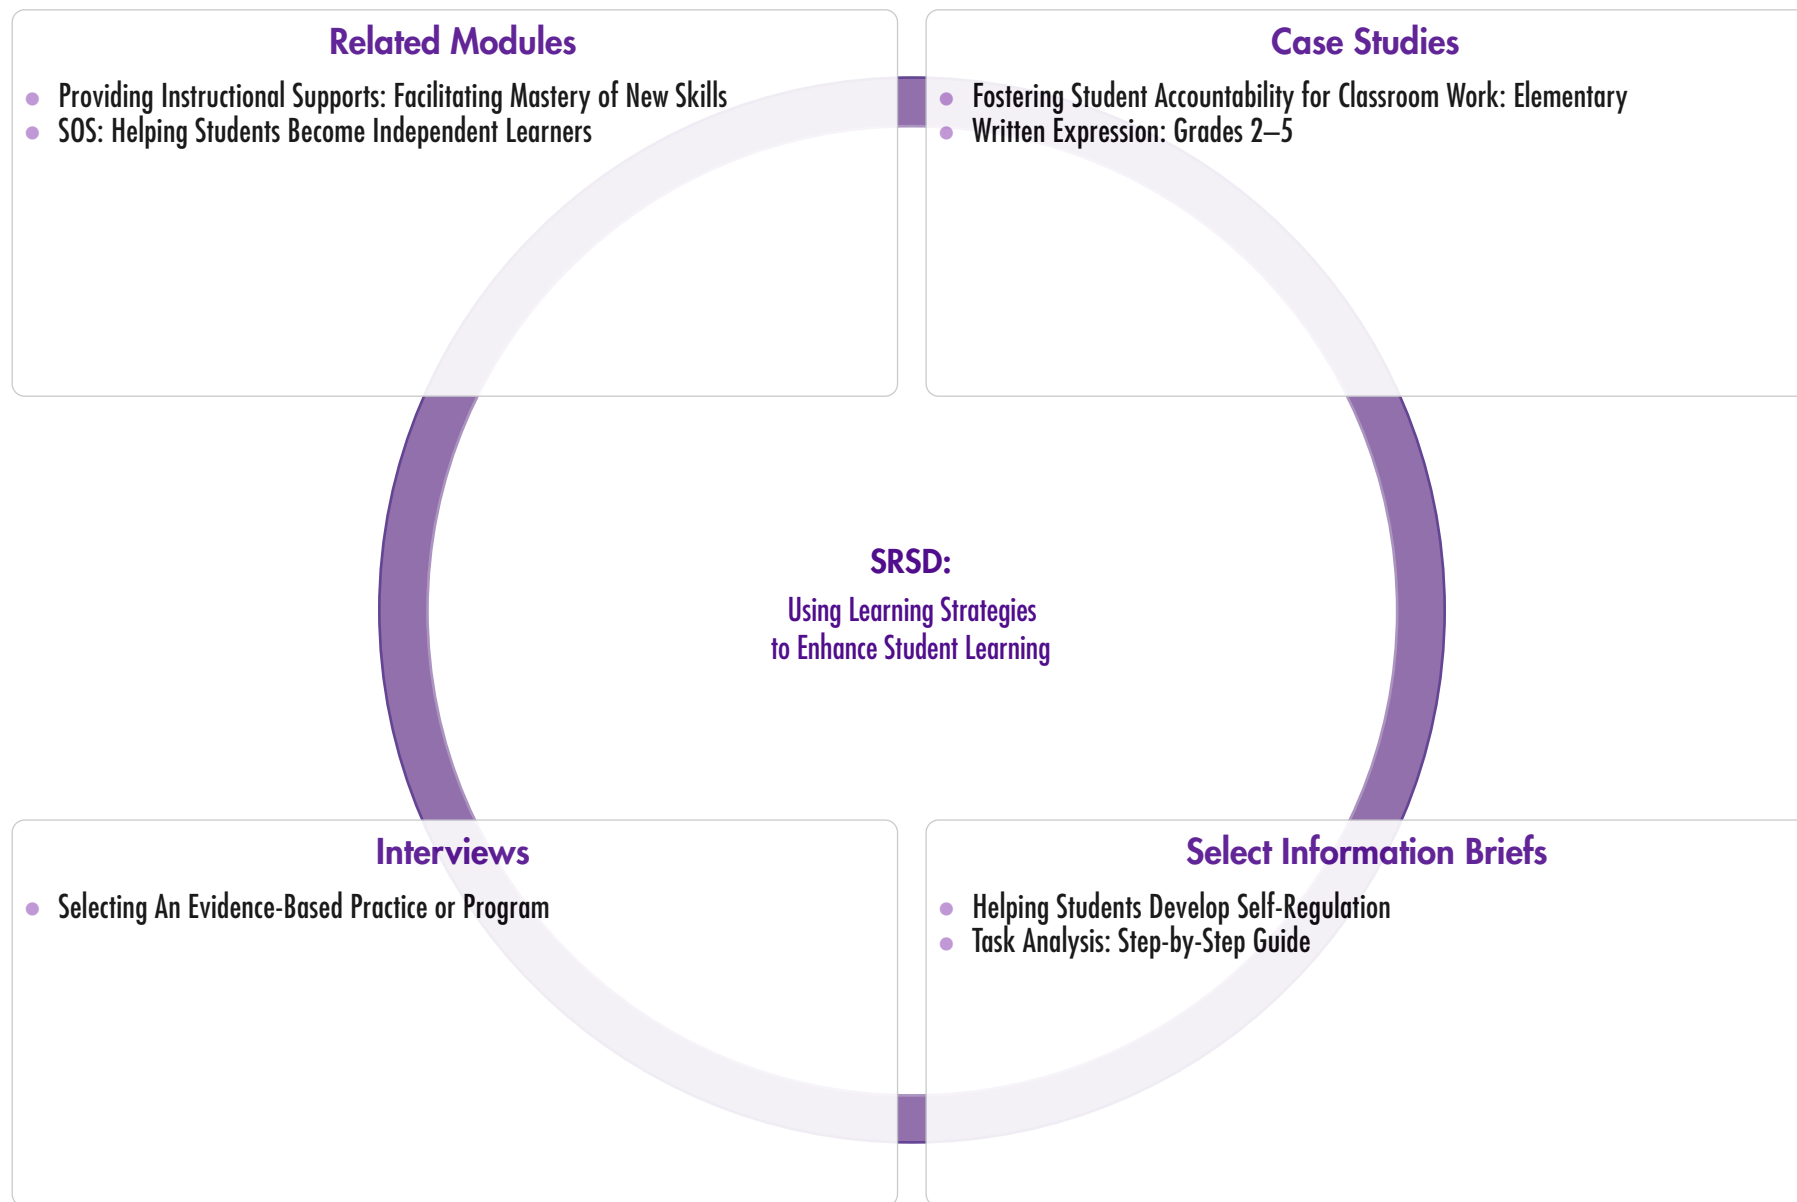 Related Modules
Providing Instructional Supports: Facilitating Mastery of New Skills
SOS: Helping Students Become Independent Learners
Case Studies
Fostering Student Accountability for Classroom Work: Elementary
Written Expression: Grades 2–5
SRSD:
Using Learning Strategies
to Enhance Student Learning
Interviews
Selecting An Evidence-Based Practice or Program
Select Information Briefs
Helping Students Develop Self-Regulation
Task Analysis: Step-by-Step Guide